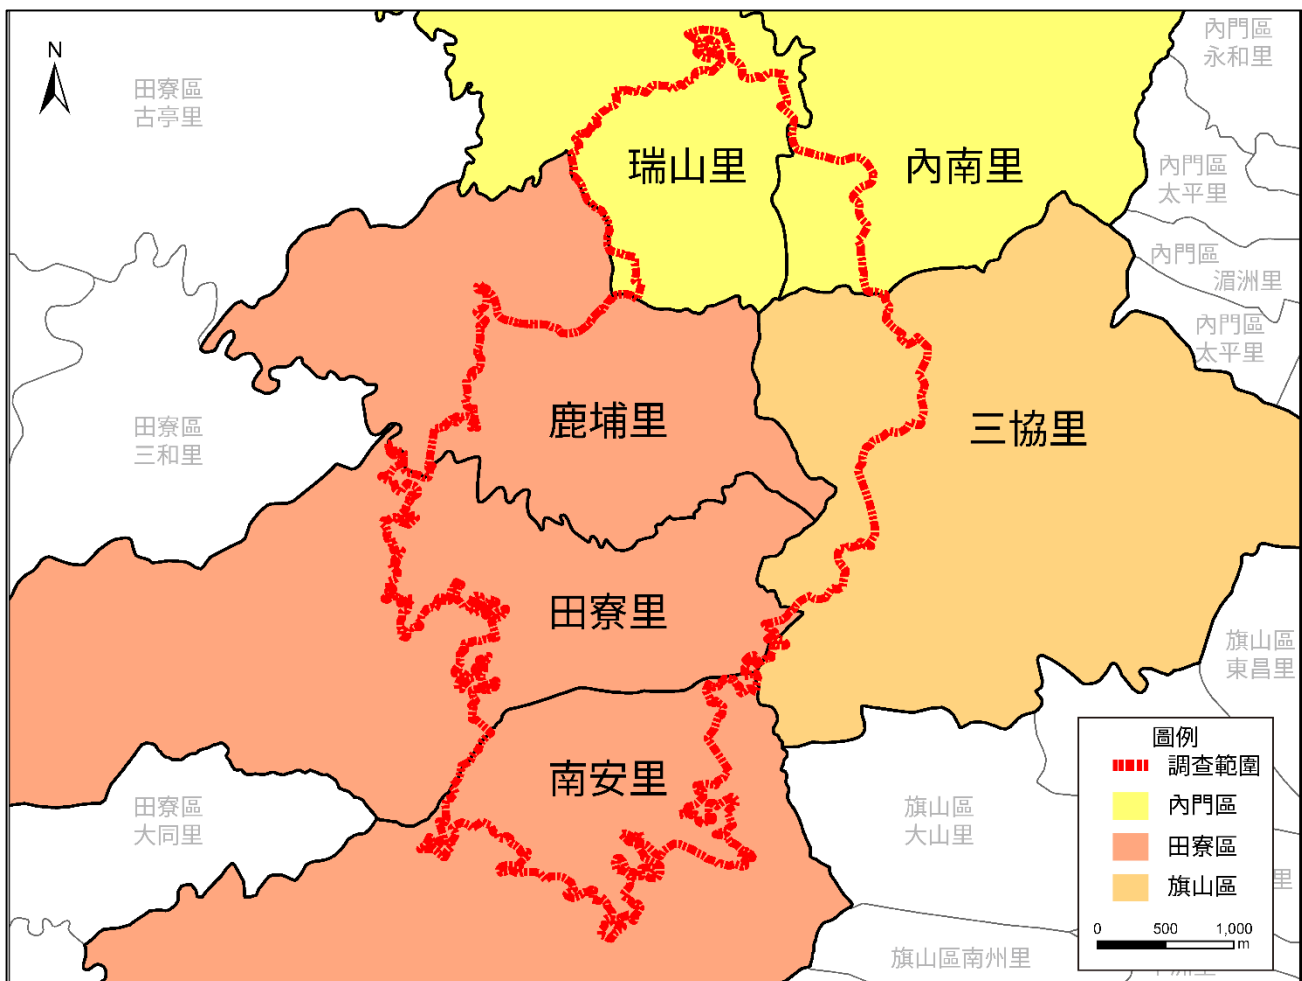 N
內門區
永和里
田寮區
古亭里
瑞山里
內南里
內門區
太平里
內門區
湄洲里
內門區
太平里
田寮區
三和里
鹿埔里
三協里
田寮里
旗山區
東昌里
南安里
田寮區
大同里
旗山區
大山里
旗山區南州里
里
圖例
調查範圍
內門區
田寮區
旗山區
0 500 1,000
m